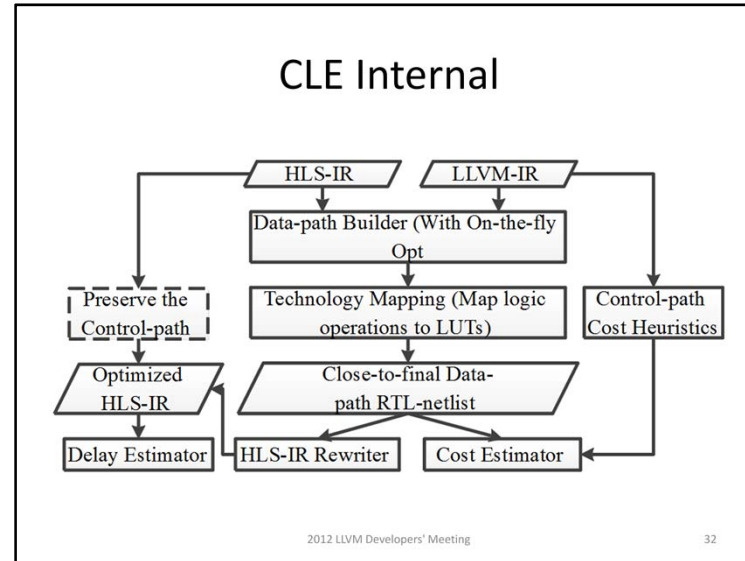 CLE Internal
HLS-IR
LLVM-IR
Data-path Builder (With On-the-fly
Opt
Preserve the
Control-path
Technology Mapping (Map logic
operations to LUTs)
Control-path
Cost Heuristics
Optimized
HLS-IR
Close-to-final Data-
path RTL-netlist
Delay Estimator
HLS-IR Rewriter
Cost Estimator
2012 LLVM Developers' Meeting
32